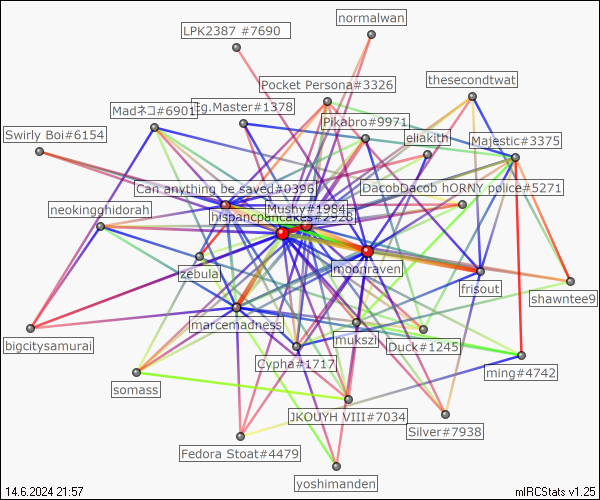 LPK2387 #7690
normalwan
Pocket Persona#3326
thesecondtwat
Madネコ#6901
Eg.Master#1378
Pikabro#9971
Swirly Boi#6154
eliakith
Majestic#3375
Can anything be saved#0396
DacobDacob hORNY police#5271
neokingghidorah
Mushy#1984
hispancpancakes#2928
zebulaj
moonraven
frisout
shawntee9
marcemadness
bigcitysamurai
mukszi
Duck#1245
Cypha#1717
ming#4742
somass
JKOUYH VIII#7034
Silver#7938
Fedora Stoat#4479
yoshimanden
14.6.2024 21:57
mIRCStats v1.25